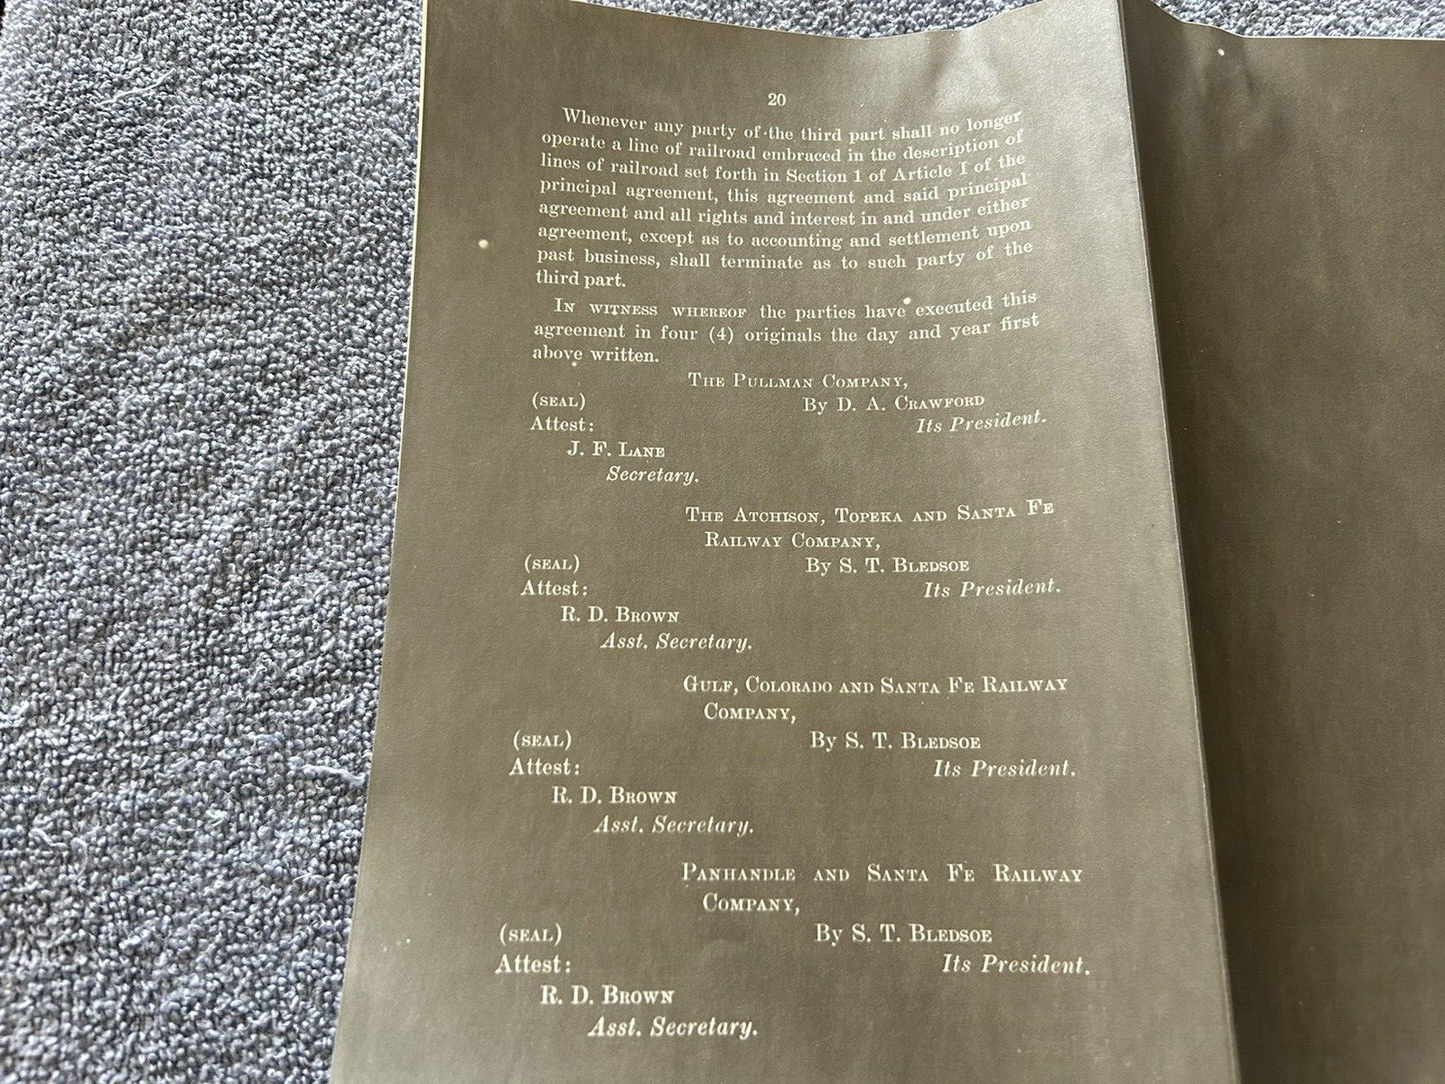 20
Whenever any party of the third part shall no longer
operate a line of railroad embraced in the description of
lines of railroad set forth in Section 1 of Article I of the
principal agreement, this agreement and said principal
agreement and all rights and interest in and under either
agreement, except as to accounting and settlement upon
past business, shall terminate as to such party of the
third part.
In witness whereof the parties have executed this
agreement in four (4) originals the day and year first
above written.
The Pullman Company,
(seal) By D. A. Crawford
Attest: Its President.
J. F. Lane
Secretary.
The Atchison, Topeka and Santa Fe
Railway Company,
(seal) By S. T. Bledsoe
Attest: Its President.
R. D. Brown
Asst. Secretary.
Gulf, Colorado and Santa Fe Railway
Company,
(seal) By S. T. Bledsoe
Attest: Its President.
R. D. Brown
Asst. Secretary.
Panhandle and Santa Fe Railway
Company,
(seal) By S. T. Bledsoe
Attest: Its President.
R. D. Brown
Asst. Secretary.